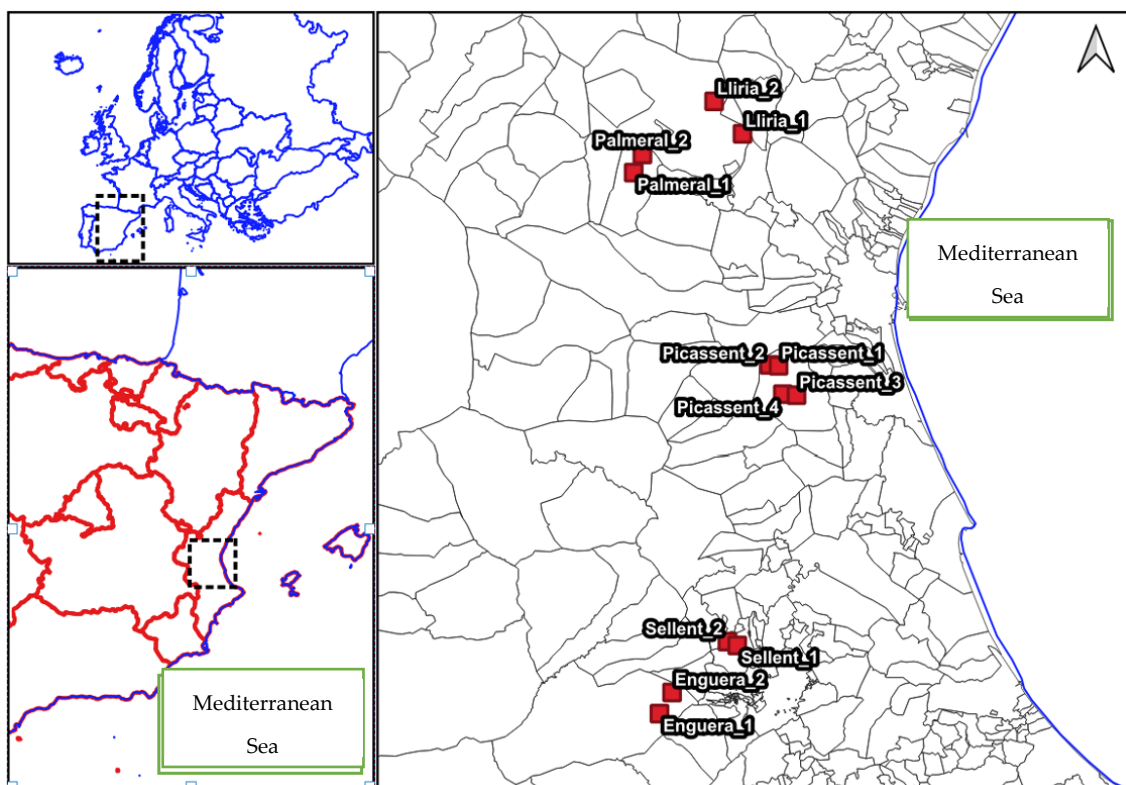 Lliria_2
Lliria_1
Palmeral_2
Palmeral_1
Mediterranean
Sea
Picassent_2 Picassent_1
Picassent_3
Picassent_4
Sellent_2
Sellent_1
Enguera_2
Enguera_1
Mediterranean
Sea